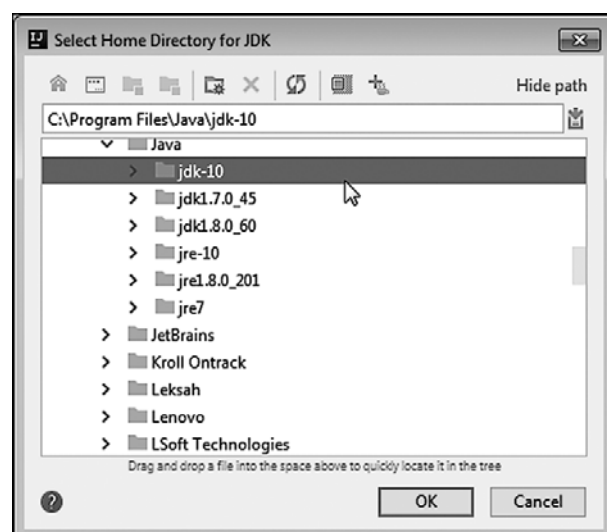 Select Home Directory for JDK
Hide path
C:\Program Files\Java\jdk-10
Java
jdk-10
jdk1.7.0_45
jdk1.8.0_60
jre-10
jre1.8.0_201
jre7
JetBrains
Kroll Ontrack
Leksah
Lenovo
LSoft Technologies
Drag and drop a file into the space above to quickly locate it in the tree
? OK Cancel